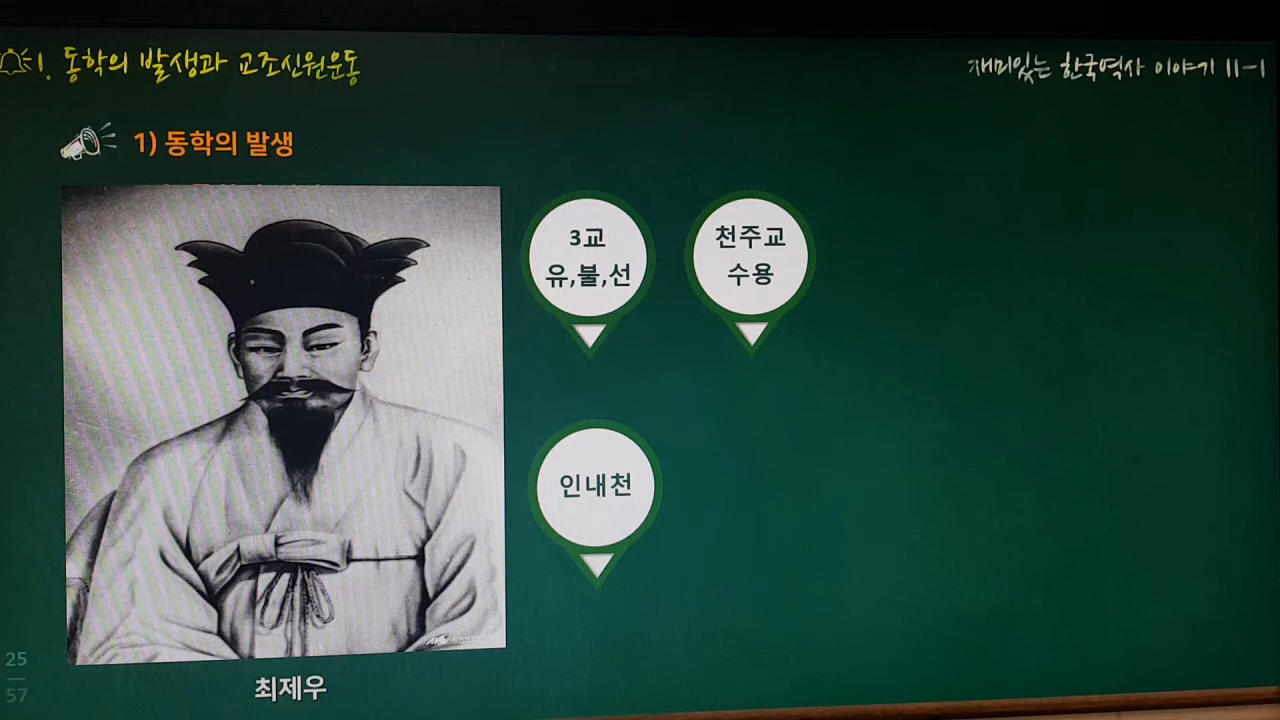 1. 동학의 발생과 교조신원운동
재미있는 한국역사 이야기 11-1
1) 동학의 발생
3교
유,불,선
천주교
수용
인내천
최제우
25
57